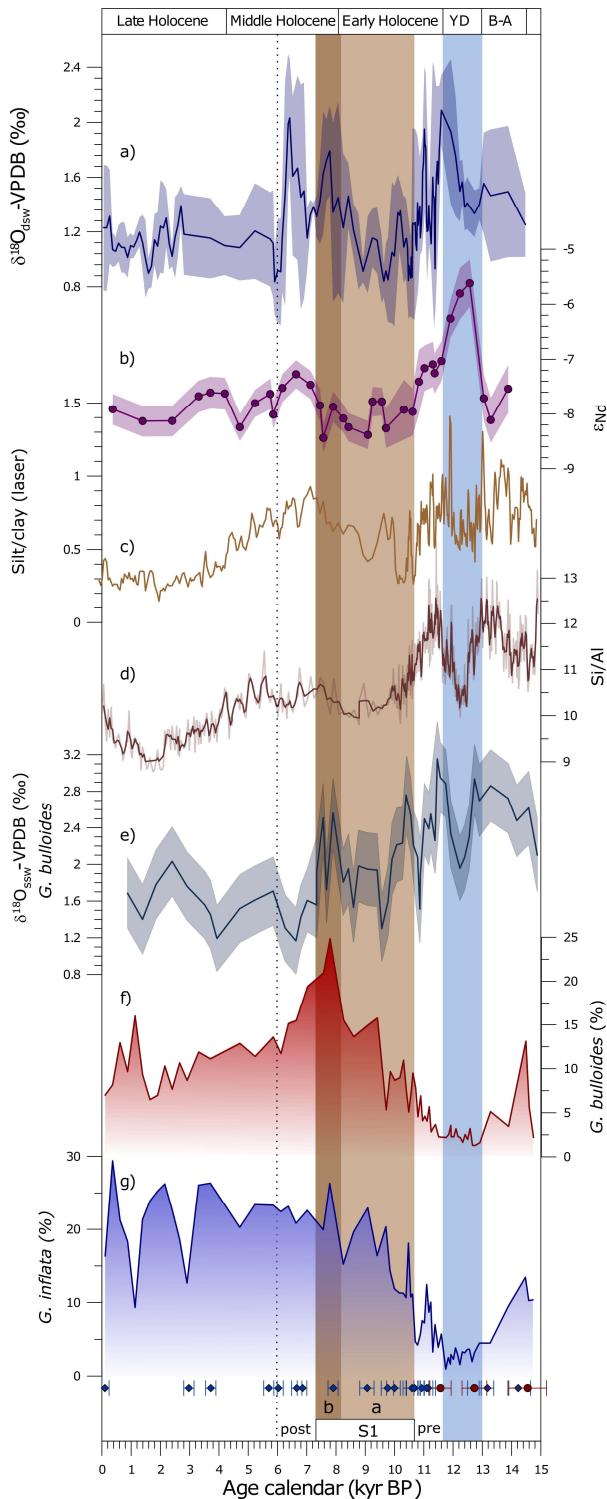 Late Holocene Middle Holocene Early Holocene YD B-A
a)
δ¹⁸O_dsw-VPDB (‰)
2.4
2
1.6
1.2
0.8
-5
-6
-7
-8
-9
εNd
b)
Silt/clay (laser)
1.5
1
0.5
0
c)
13
12
11
10
9
Si/Al
d)
δ¹⁸O_ssw-VPDB (‰)
G. bulloides
3.2
2.8
2.4
2
1.6
1.2
0.8
e)
25
20
15
10
5
0
G. bulloides (%)
f)
G. inflata (%)
30
20
10
0
g)
b a
post S1 pre
0 1 2 3 4 5 6 7 8 9 10 11 12 13 14 15
Age calendar (kyr BP)